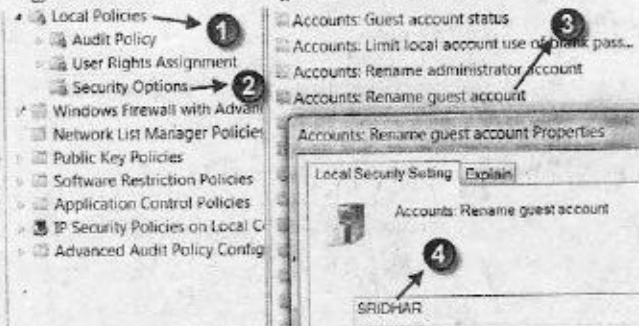 Local Policies
1
Audit Policy
User Rights Assignment
Security Options
2
Windows Firewall with Advan
Network List Manager Policies
Public Key Policies
Software Restriction Policies
Application Control Policies
IP Security Policies on Local C
Advanced Audit Policy Config
Accounts: Guest account status
3
Accounts: Limit local account use of blank pass...
Accounts: Rename administrator account
Accounts: Rename guest account
Accounts: Rename guest account Properties
Local Security Setting
Explain
Accounts: Rename guest account
4
SRIDHAR